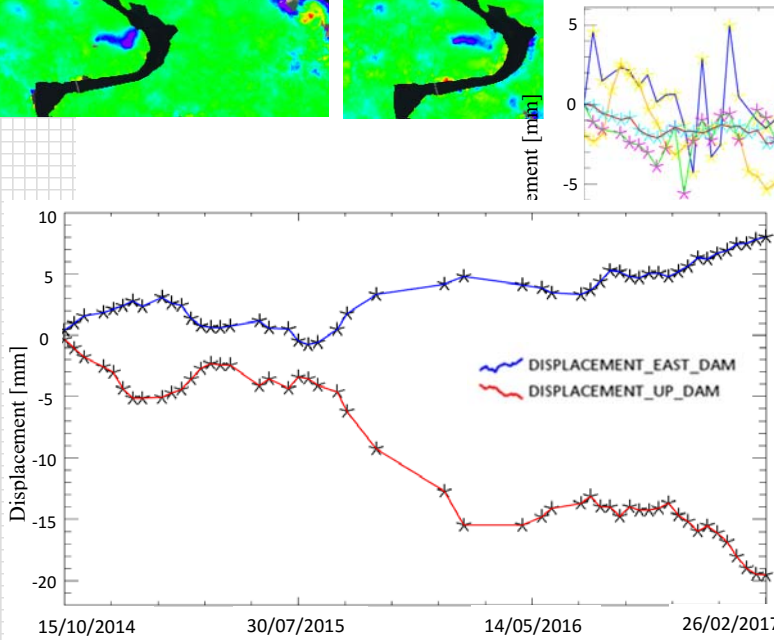 5
0
-5
ement [mm]
10
5
0
-5
-10
-15
-20
Displacement [mm]
DISPLACEMENT_EAST_DAM
DISPLACEMENT_UP_DAM
15/10/2014 30/07/2015 14/05/2016 26/02/2017